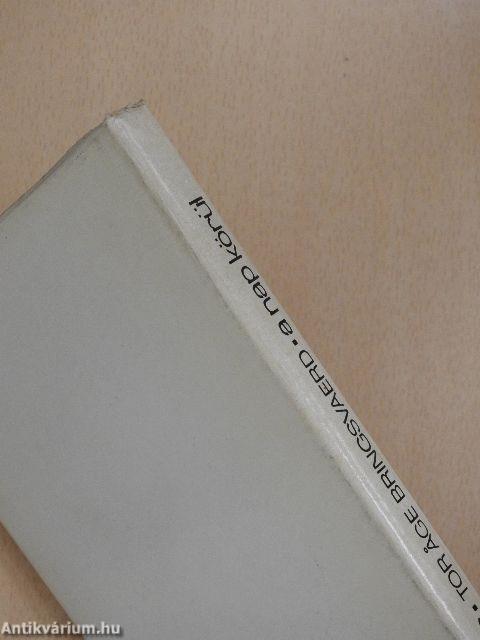 • TOR ÅGE BRINGSVAERD • a nap körül
Antikvárium.hu